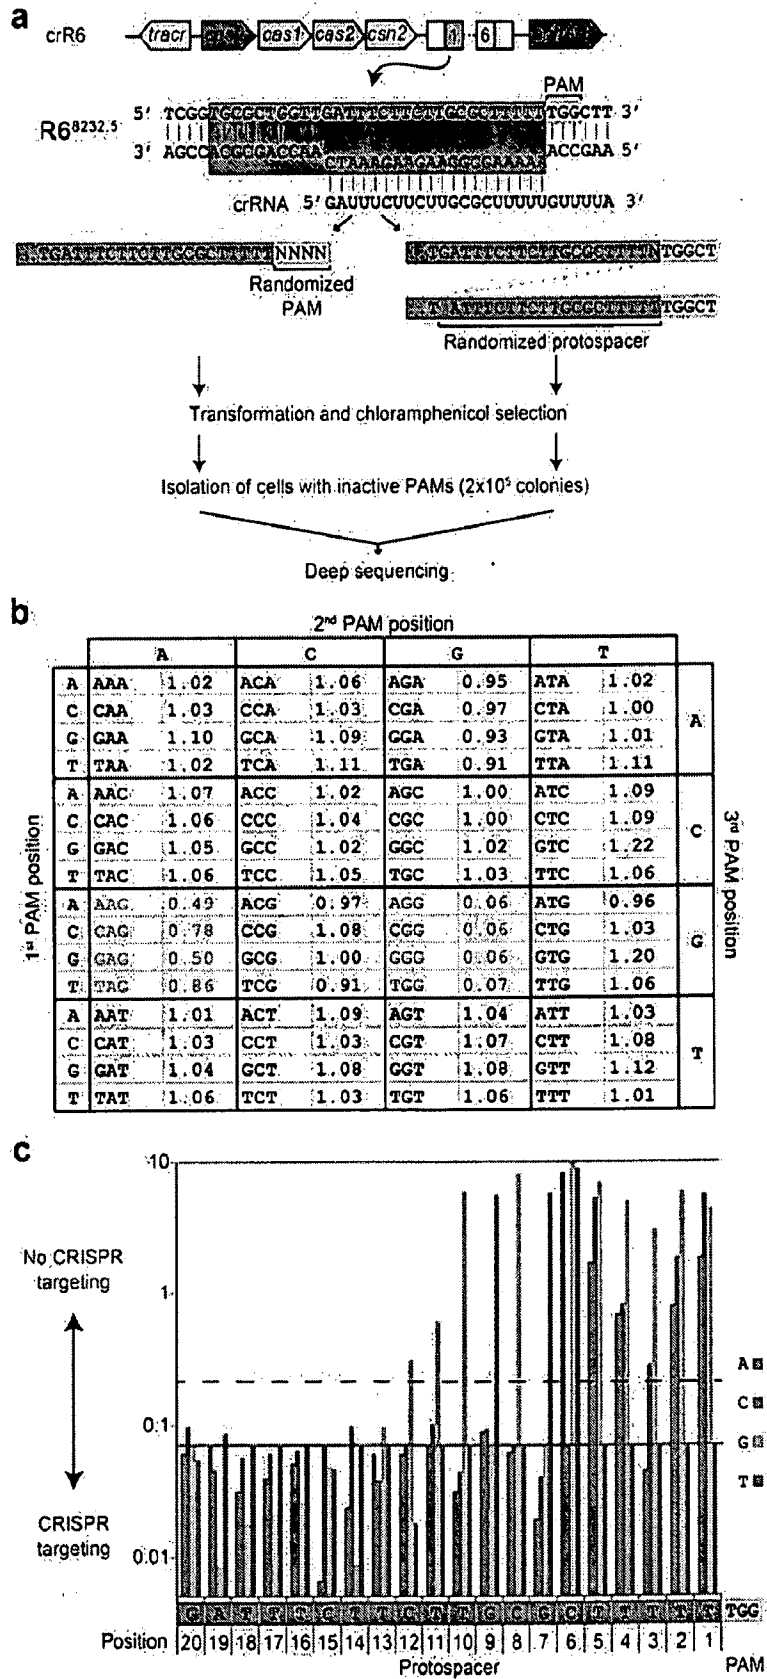 a
crR6
tracr cas1 cas2 csn2 1 6
PAM
5' TCGGTGCGCTGGTTGATTTCTTCTTGCGCTTTTTTGGCTT 3'
R6 8232.5
3' AGCCACGCGACCAA CTAAAGAAGAACGCGAAAAA ACCGAA 5'
crRNA 5' GAUUUCUUCUUGCGCUUUUUGUUUUA 3'
TGATTTCTTCTTGCGCTTTTTNNNN
TGATTTCTTCTTGCGCTTTTNTGGCT
Randomized PAM
T ATTTCTTCTTGCGCTTTTTTGGCT
Randomized protospacer
Transformation and chloramphenicol selection
Isolation of cells with inactive PAMs (2x10⁵ colonies)
Deep sequencing
b
2nd PAM position
A C G T
1st PAM position
3rd PAM position
A AAA 1.02 ACA 1.06 AGA 0.95 ATA 1.02
C CAA 1.03 CCA 1.03 CGA 0.97 CTA 1.00 A
G GAA 1.10 GCA 1.09 GGA 0.93 GTA 1.01
T TAA 1.02 TCA 1.11 TGA 0.91 TTA 1.11
A AAC 1.07 ACC 1.02 AGC 1.00 ATC 1.09
C CAC 1.06 CCC 1.04 CGC 1.00 CTC 1.09 C
G GAC 1.05 GCC 1.02 GGC 1.02 GTC 1.22
T TAC 1.06 TCC 1.05 TGC 1.03 TTC 1.06
A AAG 0.49 ACG 0.97 AGG 0.06 ATG 0.96
C CAG 0.78 CCG 1.08 CGG 0.06 CTG 1.03 G
G GAG 0.50 GCG 1.00 GGG 0.06 GTG 1.20
T TAG 0.86 TCG 0.91 TGG 0.07 TTG 1.06
A AAT 1.01 ACT 1.09 AGT 1.04 ATT 1.03
C CAT 1.03 CCT 1.03 CGT 1.07 CTT 1.08 T
G GAT 1.04 GCT 1.08 GGT 1.08 GTT 1.12
T TAT 1.06 TCT 1.03 TGT 1.06 TTT 1.01
c
10
No CRISPR targeting
1
A
C
0.1
G
T
CRISPR targeting
0.01
G A T T T C T T C T T G C G C T T T T T TGG
Position 20 19 18 17 16 15 14 13 12 11 10 9 8 7 6 5 4 3 2 1
Protospacer PAM